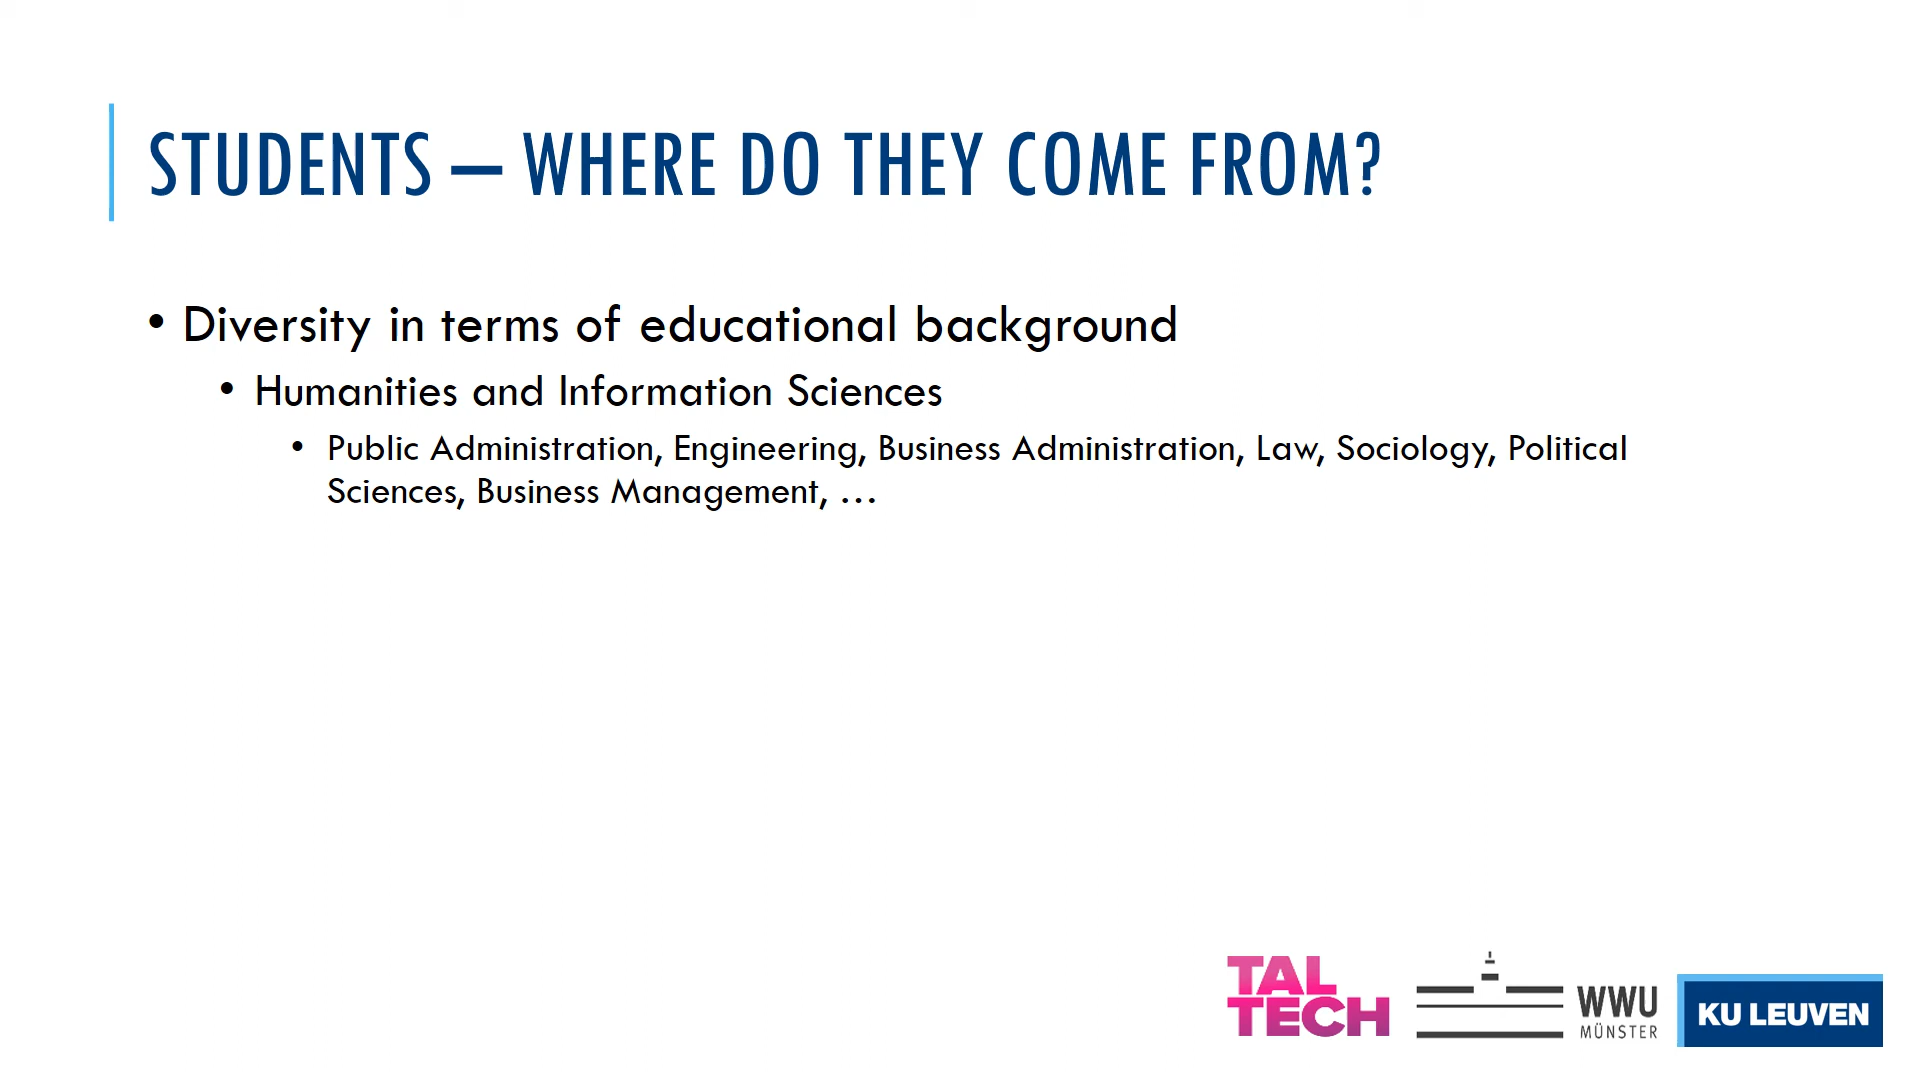 STUDENTS – WHERE DO THEY COME FROM?
• Diversity in terms of educational background
• Humanities and Information Sciences
• Public Administration, Engineering, Business Administration, Law, Sociology, Political
Sciences, Business Management, …
TAL
TECH
WWU
MÜNSTER
KU LEUVEN